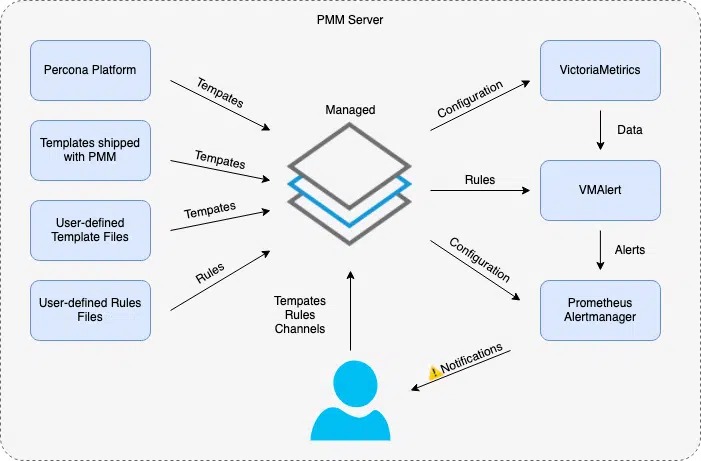 PMM Server
Percona Platform
Tempates
Managed
Configuration
VictoriaMetirics
Data
Templates shipped
with PMM
Tempates
Rules
VMAlert
User-defined
Template Files
Tempates
Configuration
Alerts
User-defined Rules
Files
Rules
Tempates
Rules
Channels
Prometheus
Alertmanager
Notifications